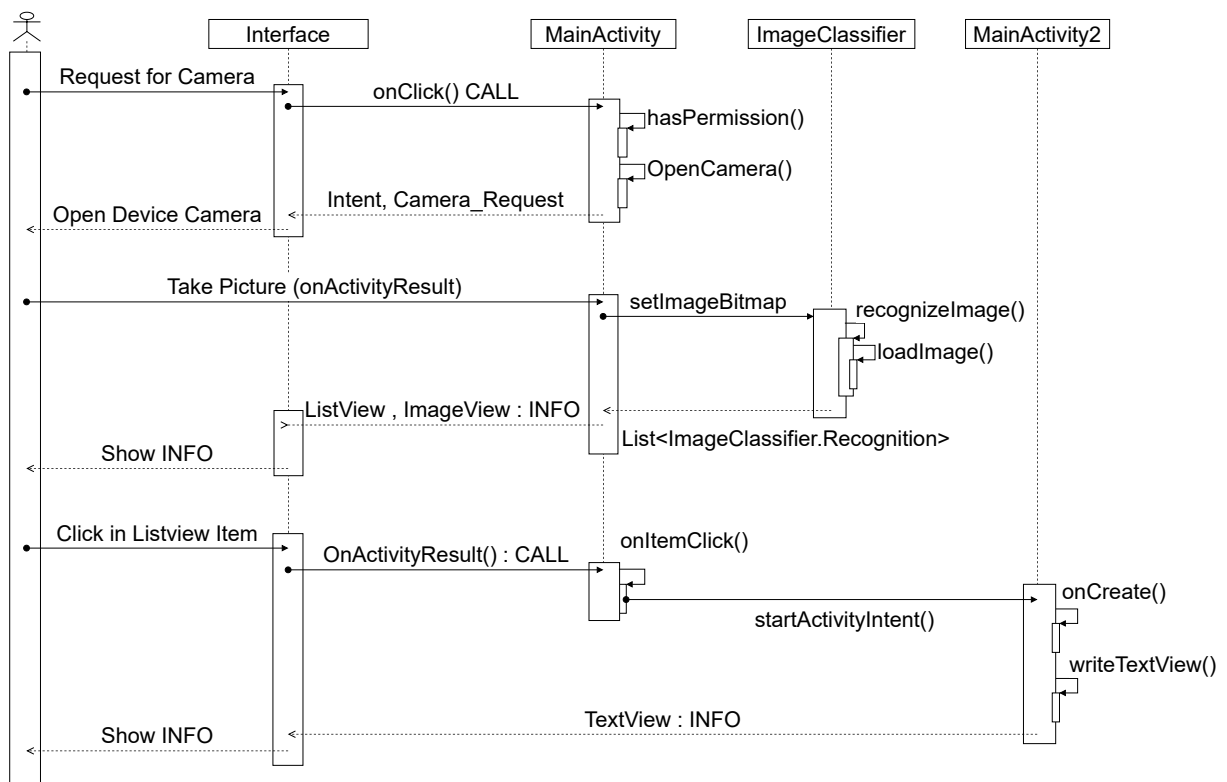 Interface
MainActivity
ImageClassifier
MainActivity2
Request for Camera
onClick() CALL
hasPermission()
OpenCamera()
Intent, Camera_Request
Open Device Camera
Take Picture (onActivityResult)
setImageBitmap
recognizeImage()
loadImage()
ListView , ImageView : INFO
List<ImageClassifier.Recognition>
Show INFO
Click in Listview Item
onItemClick()
OnActivityResult() : CALL
onCreate()
startActivityIntent()
writeTextView()
TextView : INFO
Show INFO